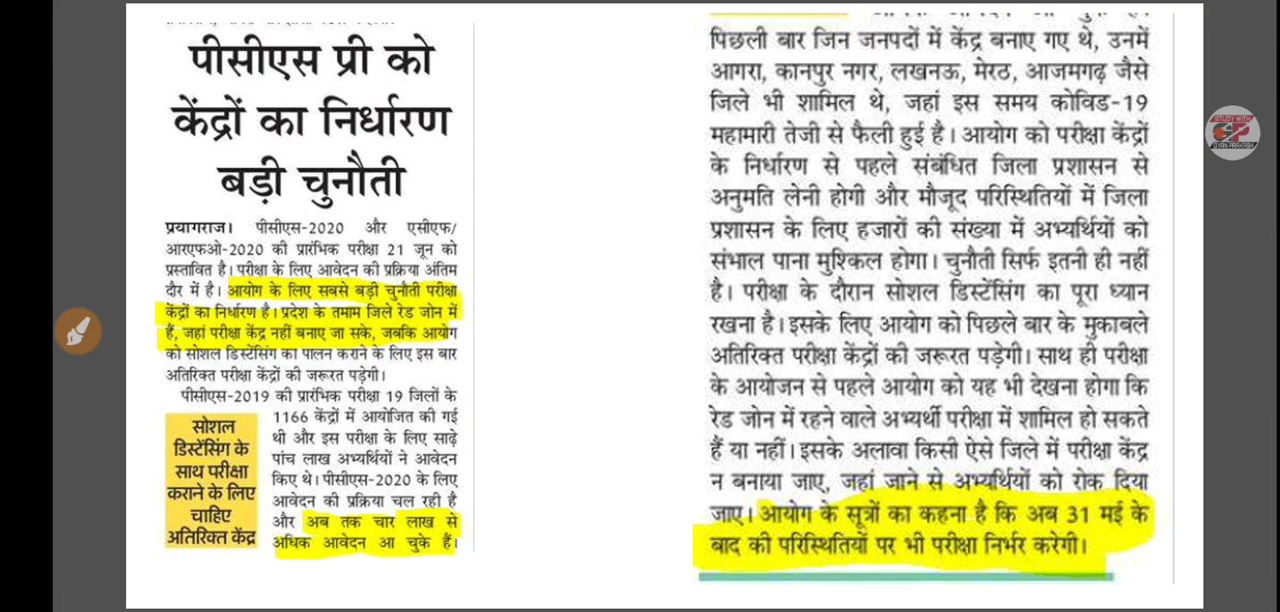 पीसीएस प्री को
केंद्रों का निर्धारण
बड़ी चुनौती
प्रयागराज। पीसीएस-2020 और एसीएफ/
आरएफओ-2020 की प्रारंभिक परीक्षा 21 जून को
प्रस्तावित है। परीक्षा के लिए आवेदन की प्रक्रिया अंतिम
दौर में है। आयोग के लिए सबसे बड़ी चुनौती परीक्षा
केंद्रों का निर्धारण है। प्रदेश के तमाम जिले रेड जोन में
हैं, जहां परीक्षा केंद्र नहीं बनाए जा सके, जबकि आयोग
को सोशल डिस्टेंसिंग का पालन कराने के लिए इस बार
अतिरिक्त परीक्षा केंद्रों की जरूरत पड़ेगी।
पीसीएस-2019 की प्रारंभिक परीक्षा 19 जिलों के
1166 केंद्रों में आयोजित की गई
थी और इस परीक्षा के लिए साढ़े
पांच लाख अभ्यर्थियों ने आवेदन
किए थे। पीसीएस-2020 के लिए
आवेदन की प्रक्रिया चल रही है
और अब तक चार लाख से
अधिक आवेदन आ चुके हैं।
सोशल
डिस्टेंसिंग के
साथ परीक्षा
कराने के लिए
चाहिए
अतिरिक्त केंद्र
पिछली बार जिन जनपदों में केंद्र बनाए गए थे, उनमें
आगरा, कानपुर नगर, लखनऊ, मेरठ, आजमगढ़ जैसे
जिले भी शामिल थे, जहां इस समय कोविड-19
महामारी तेजी से फैली हुई है। आयोग को परीक्षा केंद्रों
के निर्धारण से पहले संबंधित जिला प्रशासन से
अनुमति लेनी होगी और मौजूद परिस्थितियों में जिला
प्रशासन के लिए हजारों की संख्या में अभ्यर्थियों को
संभाल पाना मुश्किल होगा। चुनौती सिर्फ इतनी ही नहीं
है। परीक्षा के दौरान सोशल डिस्टेंसिंग का पूरा ध्यान
रखना है। इसके लिए आयोग को पिछले बार के मुकाबले
अतिरिक्त परीक्षा केंद्रों की जरूरत पड़ेगी। साथ ही परीक्षा
के आयोजन से पहले आयोग को यह भी देखना होगा कि
रेड जोन में रहने वाले अभ्यर्थी परीक्षा में शामिल हो सकते
हैं या नहीं। इसके अलावा किसी ऐसे जिले में परीक्षा केंद्र
न बनाया जाए, जहां जाने से अभ्यर्थियों को रोक दिया
जाए। आयोग के सूत्रों का कहना है कि अब 31 मई के
बाद की परिस्थितियों पर भी परीक्षा निर्भर करेगी।
STUDY WITH
GP
GYAN PRAKASH